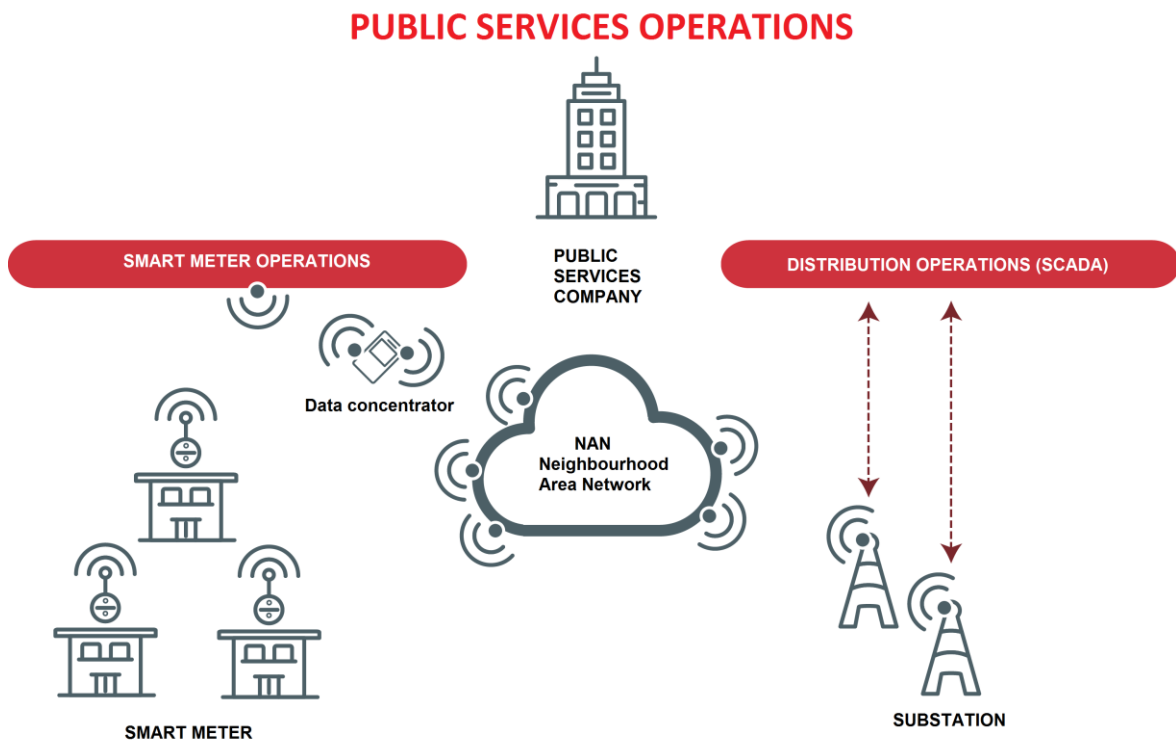 PUBLIC SERVICES OPERATIONS
SMART METER OPERATIONS
PUBLIC
SERVICES
COMPANY
DISTRIBUTION OPERATIONS (SCADA)
Data concentrator
NAN
Neighbourhood
Area Network
SMART METER
SUBSTATION